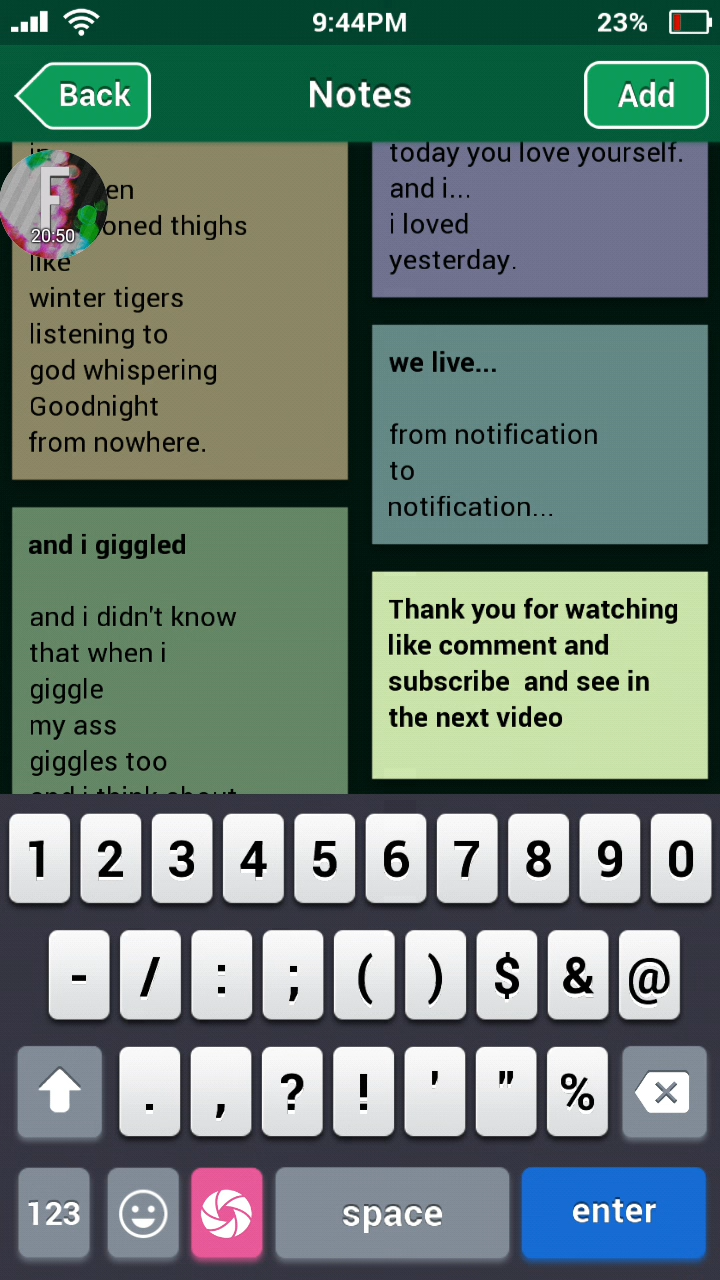 9:44PM
23%
Back
Notes
Add
F
20:50
en
oned thighs
like
winter tigers
listening to
god whispering
Goodnight
from nowhere.
and i giggled
and i didn't know
that when i
giggle
my ass
giggles too
and i think about
today you love yourself.
and i...
i loved
yesterday.
we live...
from notification
to
notification...
Thank you for watching
like comment and
subscribe and see in
the next video
1 2 3 4 5 6 7 8 9 0
- / : ; ( ) $ & @
. , ? ! ' " %
123
space
enter